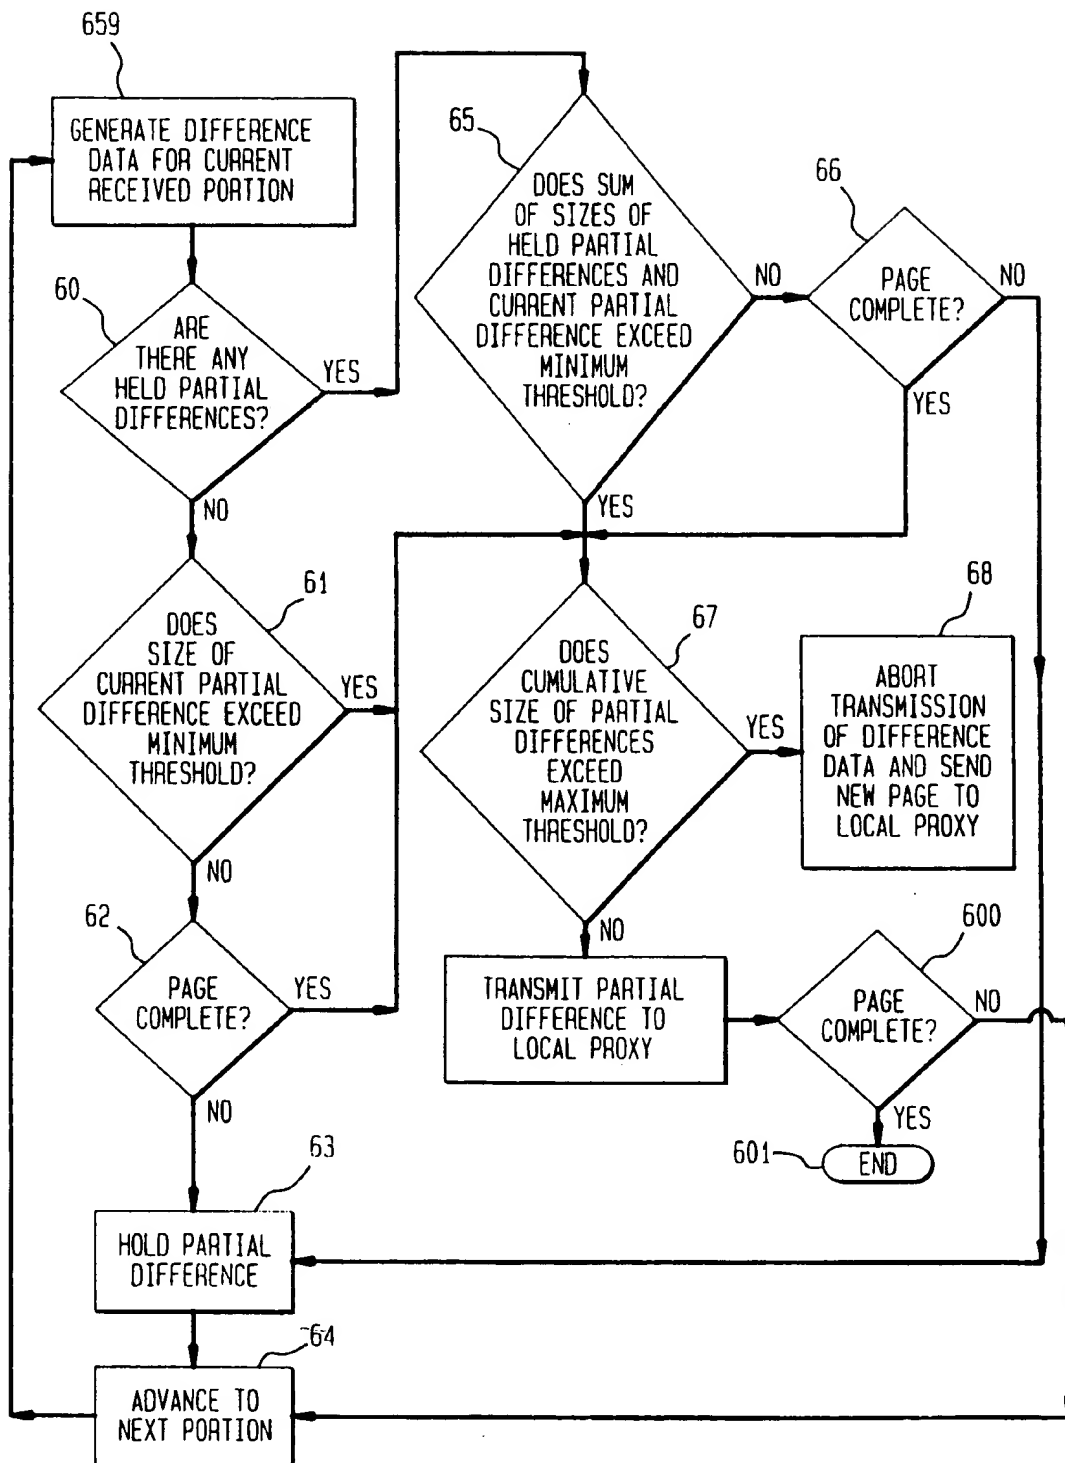 659
GENERATE DIFFERENCE
DATA FOR CURRENT
RECEIVED PORTION
60
ARE
THERE ANY
HELD PARTIAL
DIFFERENCES?
YES
NO
61
DOES
SIZE OF
CURRENT PARTIAL
DIFFERENCE EXCEED
MINIMUM
THRESHOLD?
YES
NO
62
PAGE
COMPLETE?
YES
NO
63
HOLD PARTIAL
DIFFERENCE
64
ADVANCE TO
NEXT PORTION
65
DOES SUM
OF SIZES OF
HELD PARTIAL
DIFFERENCES AND
CURRENT PARTIAL
DIFFERENCE EXCEED
MINIMUM
THRESHOLD?
NO
YES
66
PAGE
COMPLETE?
NO
YES
67
DOES
CUMULATIVE
SIZE OF PARTIAL
DIFFERENCES
EXCEED
MAXIMUM
THRESHOLD?
YES
NO
68
ABORT
TRANSMISSION
OF DIFFERENCE
DATA AND SEND
NEW PAGE TO
LOCAL PROXY
TRANSMIT PARTIAL
DIFFERENCE TO
LOCAL PROXY
600
PAGE
COMPLETE?
NO
YES
601
END